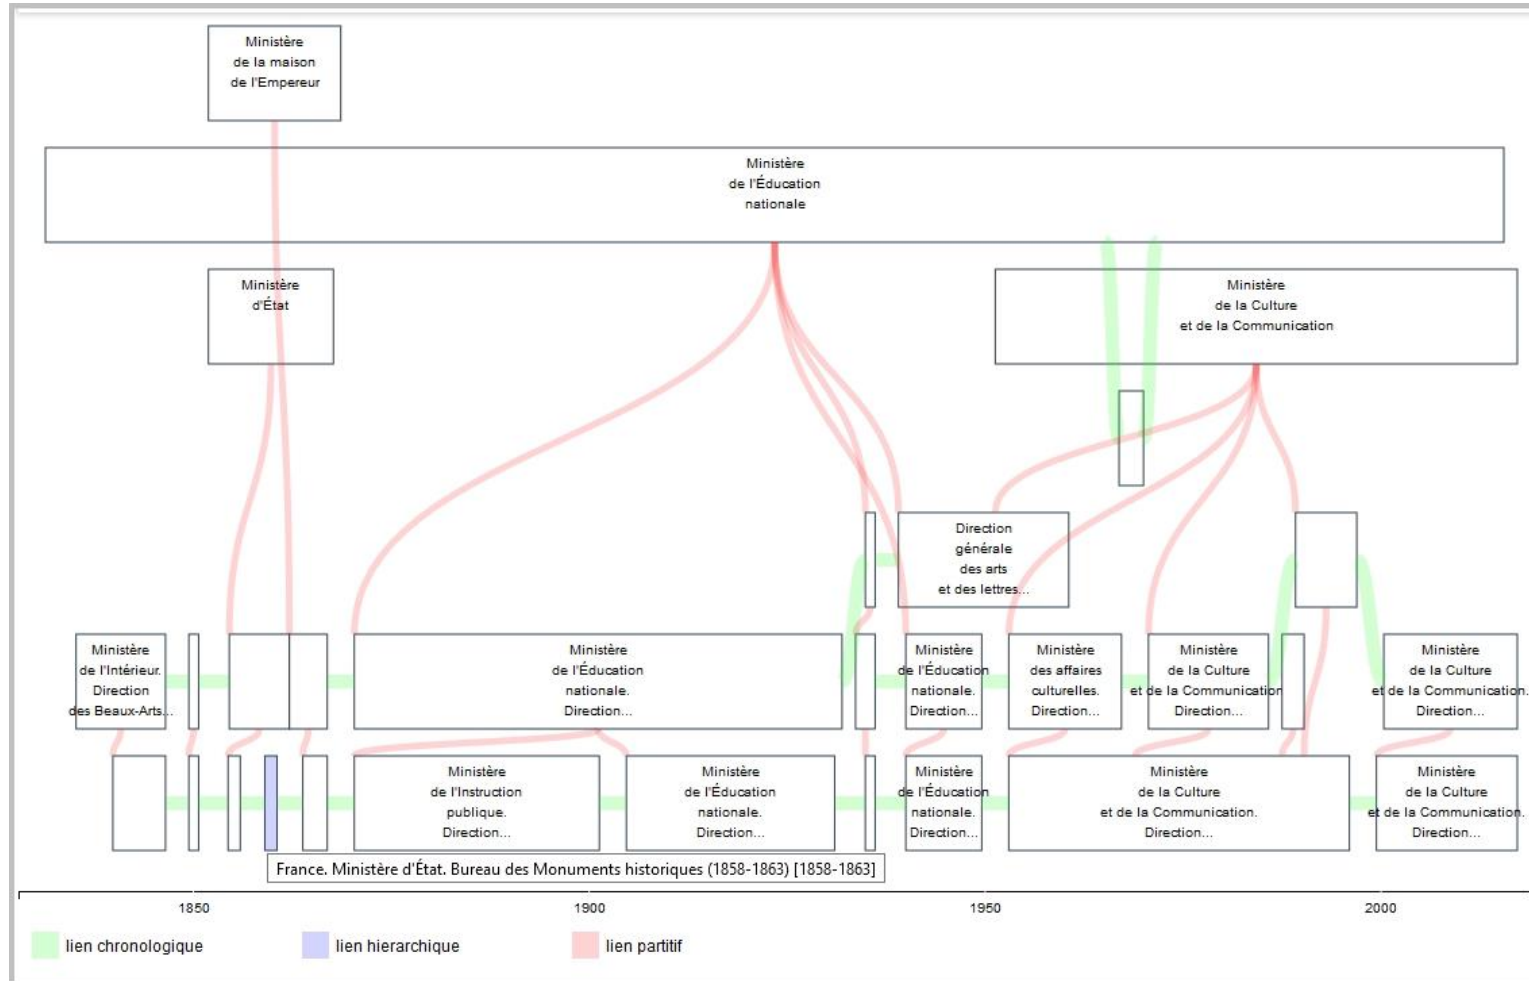 Ministère
de la maison
de l'Empereur
Ministère
de l'Éducation
nationale
Ministère
d'État
Ministère
de la Culture
et de la Communication
Direction
générale
des arts
et des lettres...
Ministère
de l'Intérieur.
Direction
des Beaux-Arts...
Ministère
de l'Éducation
nationale.
Direction...
Ministère
de l'Éducation
nationale.
Direction...
Ministère
des affaires
culturelles.
Direction...
Ministère
de la Culture
et de la Communication
Direction...
Ministère
de la Culture
et de la Communication.
Direction...
Ministère
de l'Instruction
publique.
Direction...
Ministère
de l'Éducation
nationale.
Direction...
Ministère
de l'Éducation
nationale.
Direction...
Ministère
de la Culture
et de la Communication.
Direction...
Ministère
de la Culture
et de la Communication.
Direction...
France. Ministère d'État. Bureau des Monuments historiques (1858-1863) [1858-1863]
1850 1900 1950 2000
lien chronologique lien hierarchique lien partitif